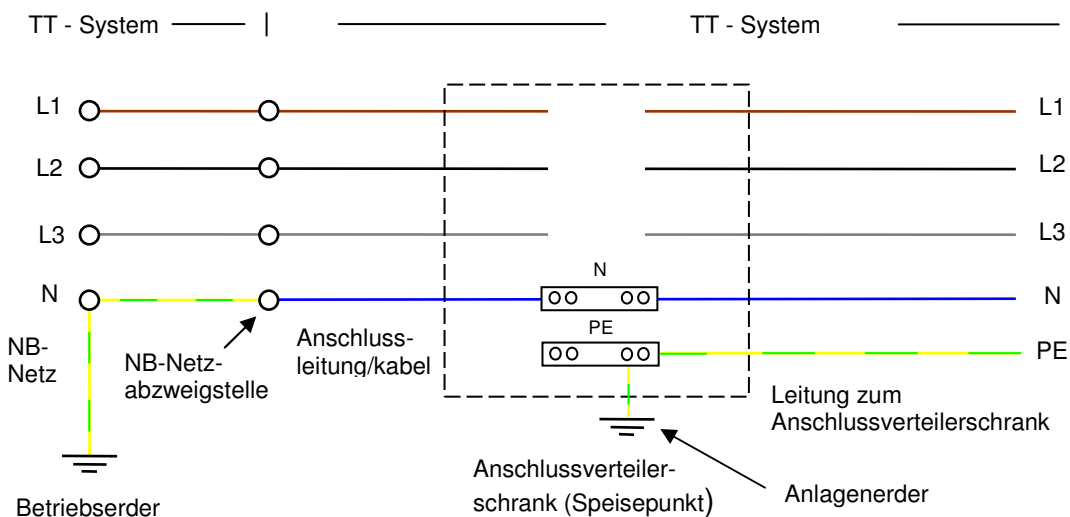 TT - System
TT - System
L1
L1
L2
L2
L3
L3
N
N
N
PE
PE
NB-
Netz
NB-Netz-
abzweigstelle
Anschluss-
leitung/kabel
Leitung zum
Anschlussverteilerschrank
Betriebserder
Anschlussverteiler-
schrank (Speisepunkt)
Anlagenerder